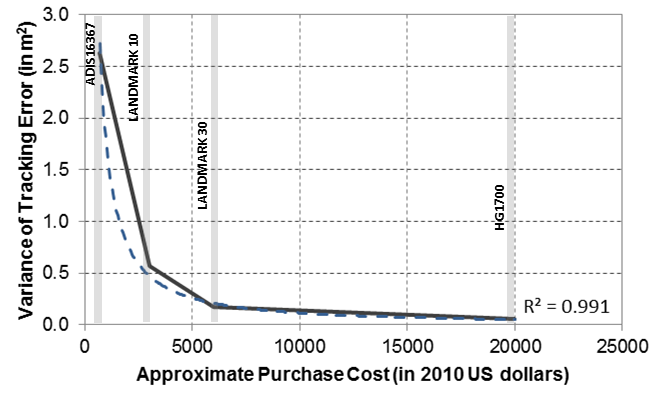 Variance of Tracking Error (in m²)
3.0
2.5
2.0
1.5
1.0
0.5
0.0
ADIS16367
LANDMARK 10
LANDMARK 30
HG1700
R² = 0.991
0 5000 10000 15000 20000 25000
Approximate Purchase Cost (in 2010 US dollars)